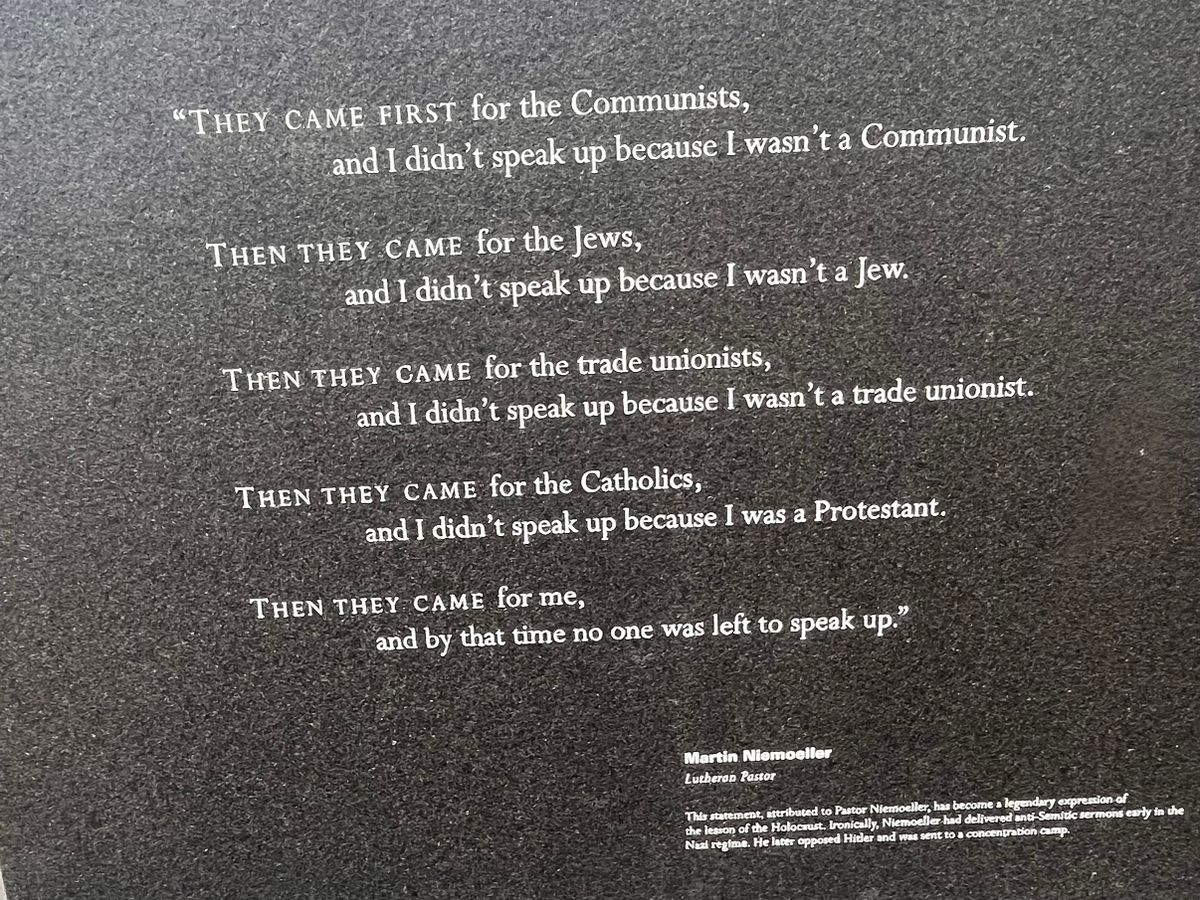 “THEY CAME FIRST for the Communists,
and I didn’t speak up because I wasn’t a Communist.
THEN THEY CAME for the Jews,
and I didn’t speak up because I wasn’t a Jew.
THEN THEY CAME for the trade unionists,
and I didn’t speak up because I wasn’t a trade unionist.
THEN THEY CAME for the Catholics,
and I didn’t speak up because I was a Protestant.
THEN THEY CAME for me,
and by that time no one was left to speak up.”
Martin Niemoeller
Lutheran Pastor
This statement, attributed to Pastor Niemoeller, has become a legendary expression of
the lesson of the Holocaust. Ironically, Niemoeller had delivered anti-Semitic sermons early in the
Nazi regime. He later opposed Hitler and was sent to a concentration camp.